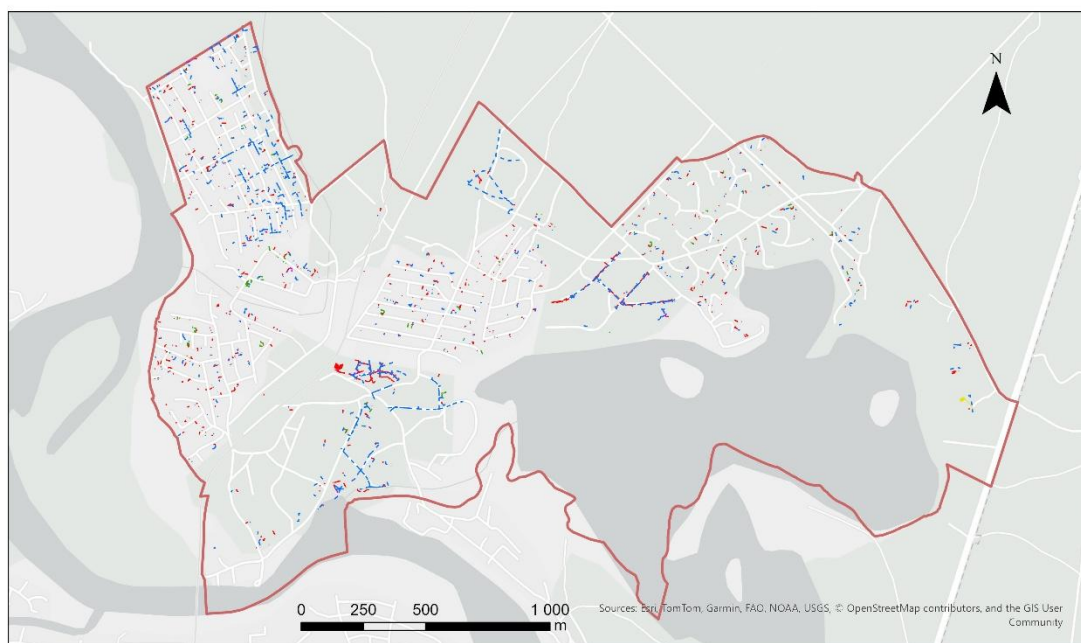 N
0 250 500 1 000
m
Sources: Esri, TomTom, Garmin, FAO, NOAA, USGS, © OpenStreetMap contributors, and the GIS User
Community